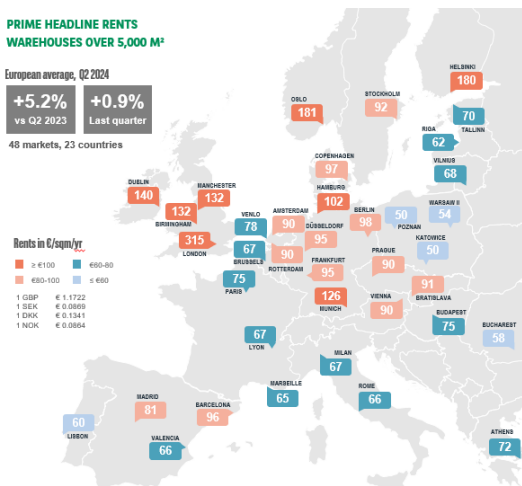 PRIME HEADLINE RENTS
WAREHOUSES OVER 5,000 M²
European average, Q2 2024
+5.2%
vs Q2 2023
+0.9%
Last quarter
48 markets, 23 countries
HELSINKI
180
OSLO
181
STOCKHOLM
92
70
TALLINN
RIGA
62
VILNIUS
68
COPENHAGEN
97
DUBLIN
140
MANCHESTER
132
132
BIRMINGHAM
HAMBURG
102
VENLO
78
AMSTERDAM
90
BERLIN
98
50
POZNAN
WARSAW II
54
315
LONDON
67
BRUSSELS
90
ROTTERDAM
DÜSSELDORF
95
KATOWICE
50
FRANKFURT
95
PRAGUE
90
75
PARIS
126
MUNICH
VIENNA
90
91
BRATISLAVA
BUDAPEST
75
BUCHAREST
58
67
LYON
MILAN
67
MARSEILLE
65
ROME
66
MADRID
81
BARCELONA
96
60
LISBON
VALENCIA
66
ATHENS
72
Rents in €/sqm/yr
≥ €100
€60-80
€80-100
≤ €60
1 GBP € 1.1722
1 SEK € 0.0869
1 DKK € 0.1341
1 NOK € 0.0864